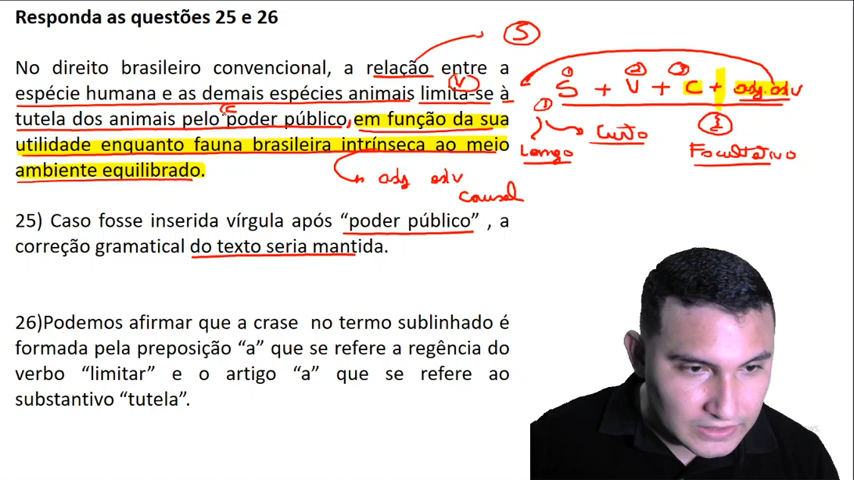 Responda as questões 25 e 26
S
No direito brasileiro convencional, a relação entre a
espécie humana e as demais espécies animais limita-se à
tutela dos animais pelo poder público, em função da sua
utilidade enquanto fauna brasileira intrínseca ao meio
ambiente equilibrado.
V
C
adj adv
causal
1 2 3
S + V + C + adj. adv
Longo
Curto
Facultativo
25) Caso fosse inserida vírgula após “poder público” , a
correção gramatical do texto seria mantida.
26)Podemos afirmar que a crase no termo sublinhado é
formada pela preposição “a” que se refere a regência do
verbo “limitar” e o artigo “a” que se refere ao
substantivo “tutela”.